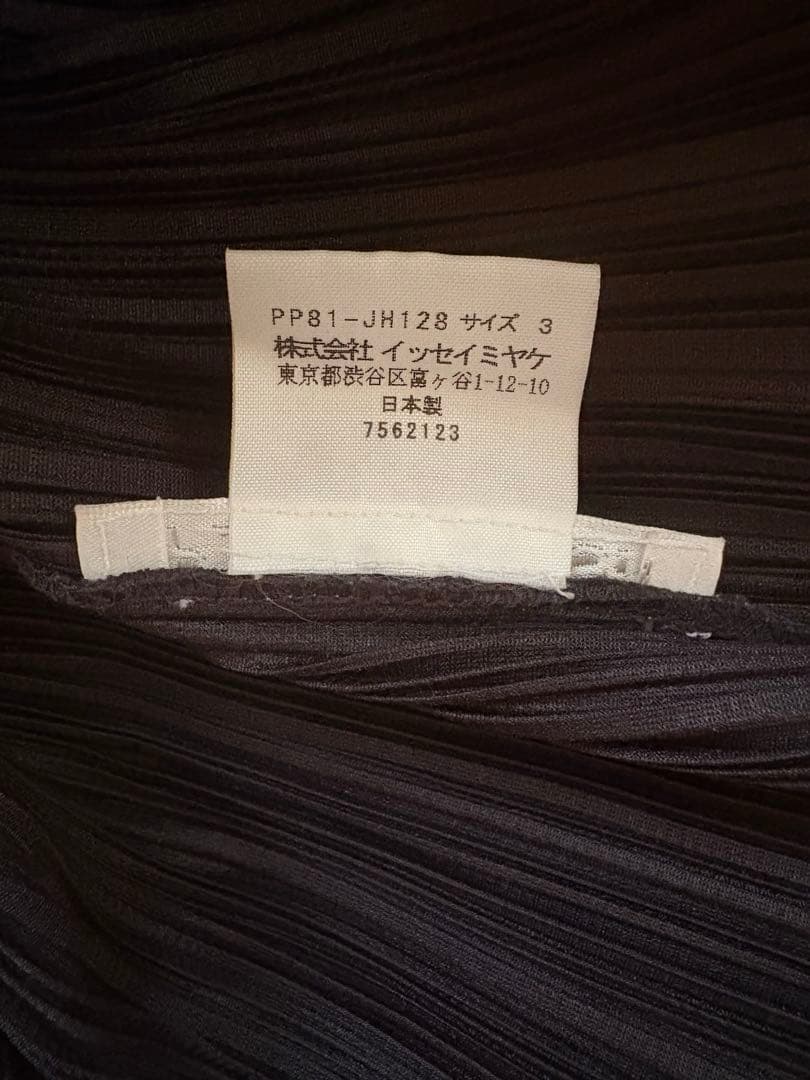 PP81-JH128 サイズ 3
株式会社 イッセイミヤケ
東京都渋谷区富ヶ谷1-12-10
日本製
7562123